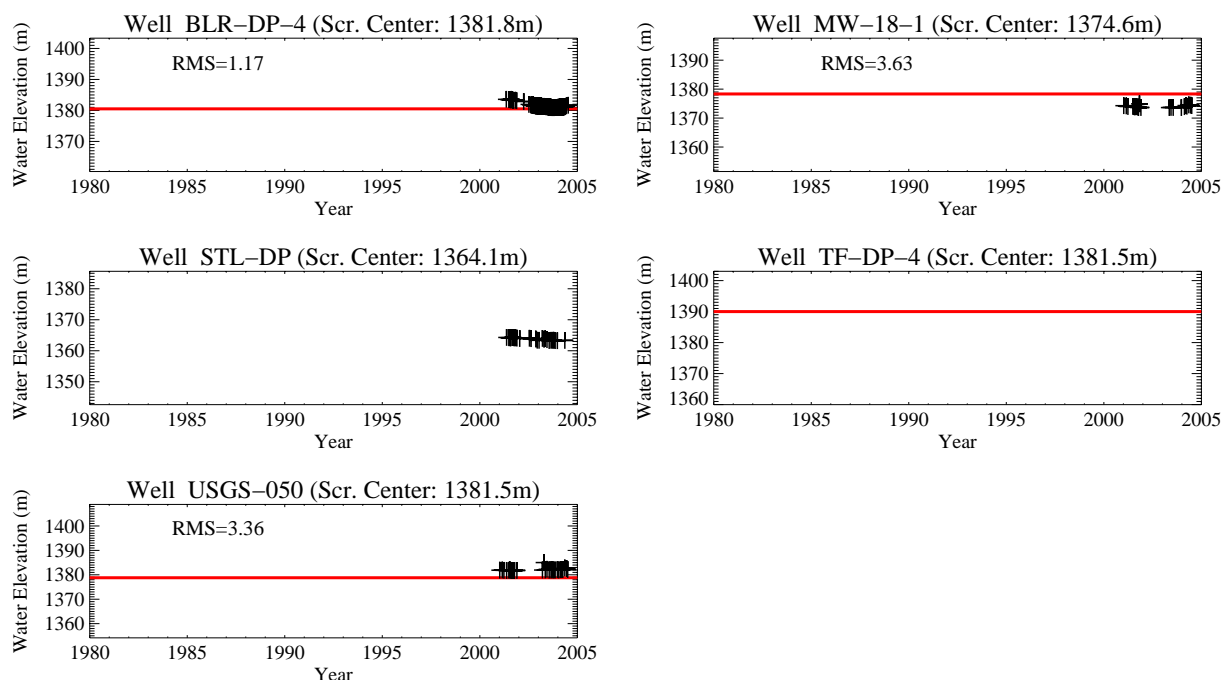 Well BLR−DP−4 (Scr. Center: 1381.8m)
Water Elevation (m)
1400
1390
1380
1370
RMS=1.17
1980 1985 1990 1995 2000 2005
Year
Well MW−18−1 (Scr. Center: 1374.6m)
Water Elevation (m)
1390
1380
1370
1360
1350
RMS=3.63
1980 1985 1990 1995 2000 2005
Year
Well STL−DP (Scr. Center: 1364.1m)
Water Elevation (m)
1380
1370
1360
1350
1980 1985 1990 1995 2000 2005
Year
Well TF−DP−4 (Scr. Center: 1381.5m)
Water Elevation (m)
1400
1390
1380
1370
1360
1980 1985 1990 1995 2000 2005
Year
Well USGS−050 (Scr. Center: 1381.5m)
Water Elevation (m)
1400
1390
1380
1370
1360
RMS=3.36
1980 1985 1990 1995 2000 2005
Year